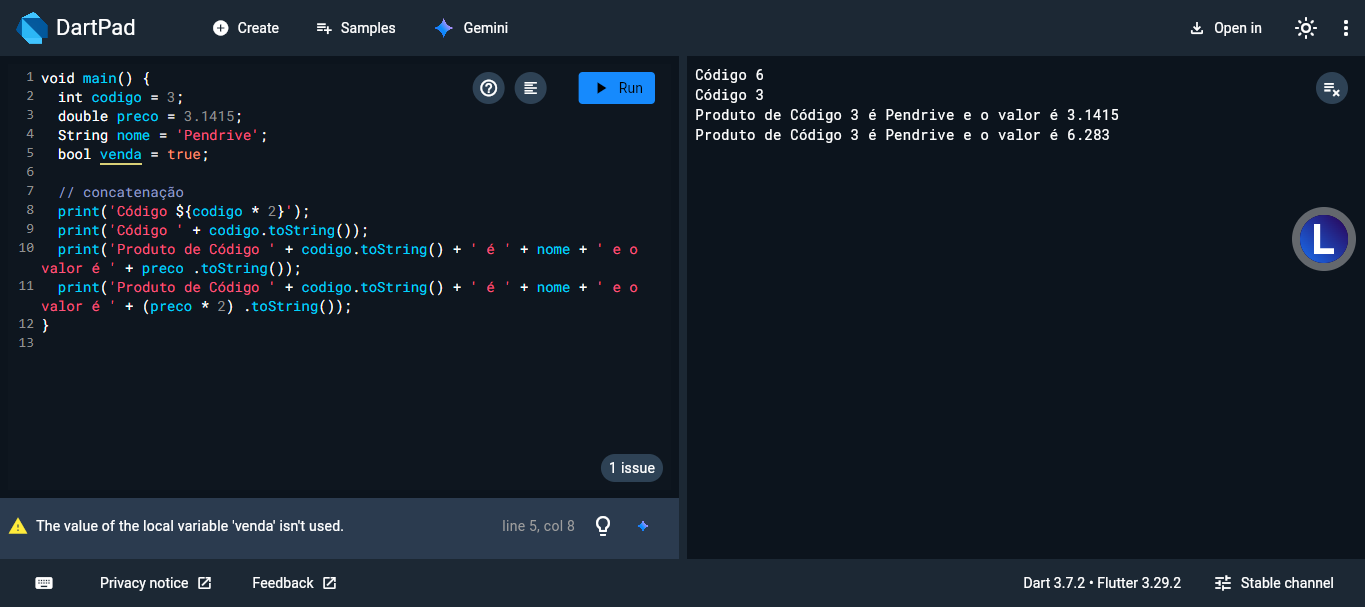 DartPad Create Samples Gemini Open in
1 void main() {
2 int codigo = 3;
3 double preco = 3.1415;
4 String nome = 'Pendrive';
5 bool venda = true;
6
7 // concatenação
8 print('Código ${codigo * 2}');
9 print('Código ' + codigo.toString());
10 print('Produto de Código ' + codigo.toString() + ' é ' + nome + ' e o
valor é ' + preco .toString());
11 print('Produto de Código ' + codigo.toString() + ' é ' + nome + ' e o
valor é ' + (preco * 2) .toString());
12 }
13
Run
1 issue
The value of the local variable 'venda' isn't used. line 5, col 8
Código 6
Código 3
Produto de Código 3 é Pendrive e o valor é 3.1415
Produto de Código 3 é Pendrive e o valor é 6.283
L
Privacy notice Feedback Dart 3.7.2 • Flutter 3.29.2 Stable channel